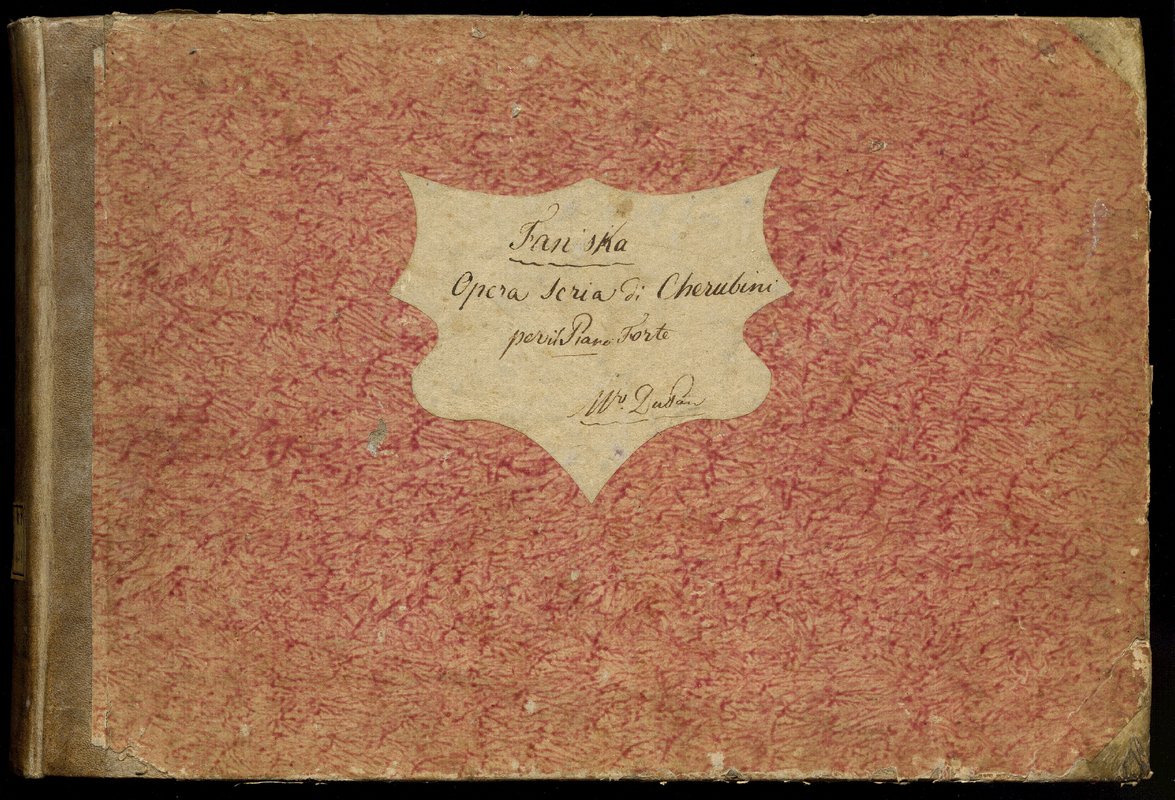 Faniska
Opera Seria di Cherubini
per il Piano-Forte